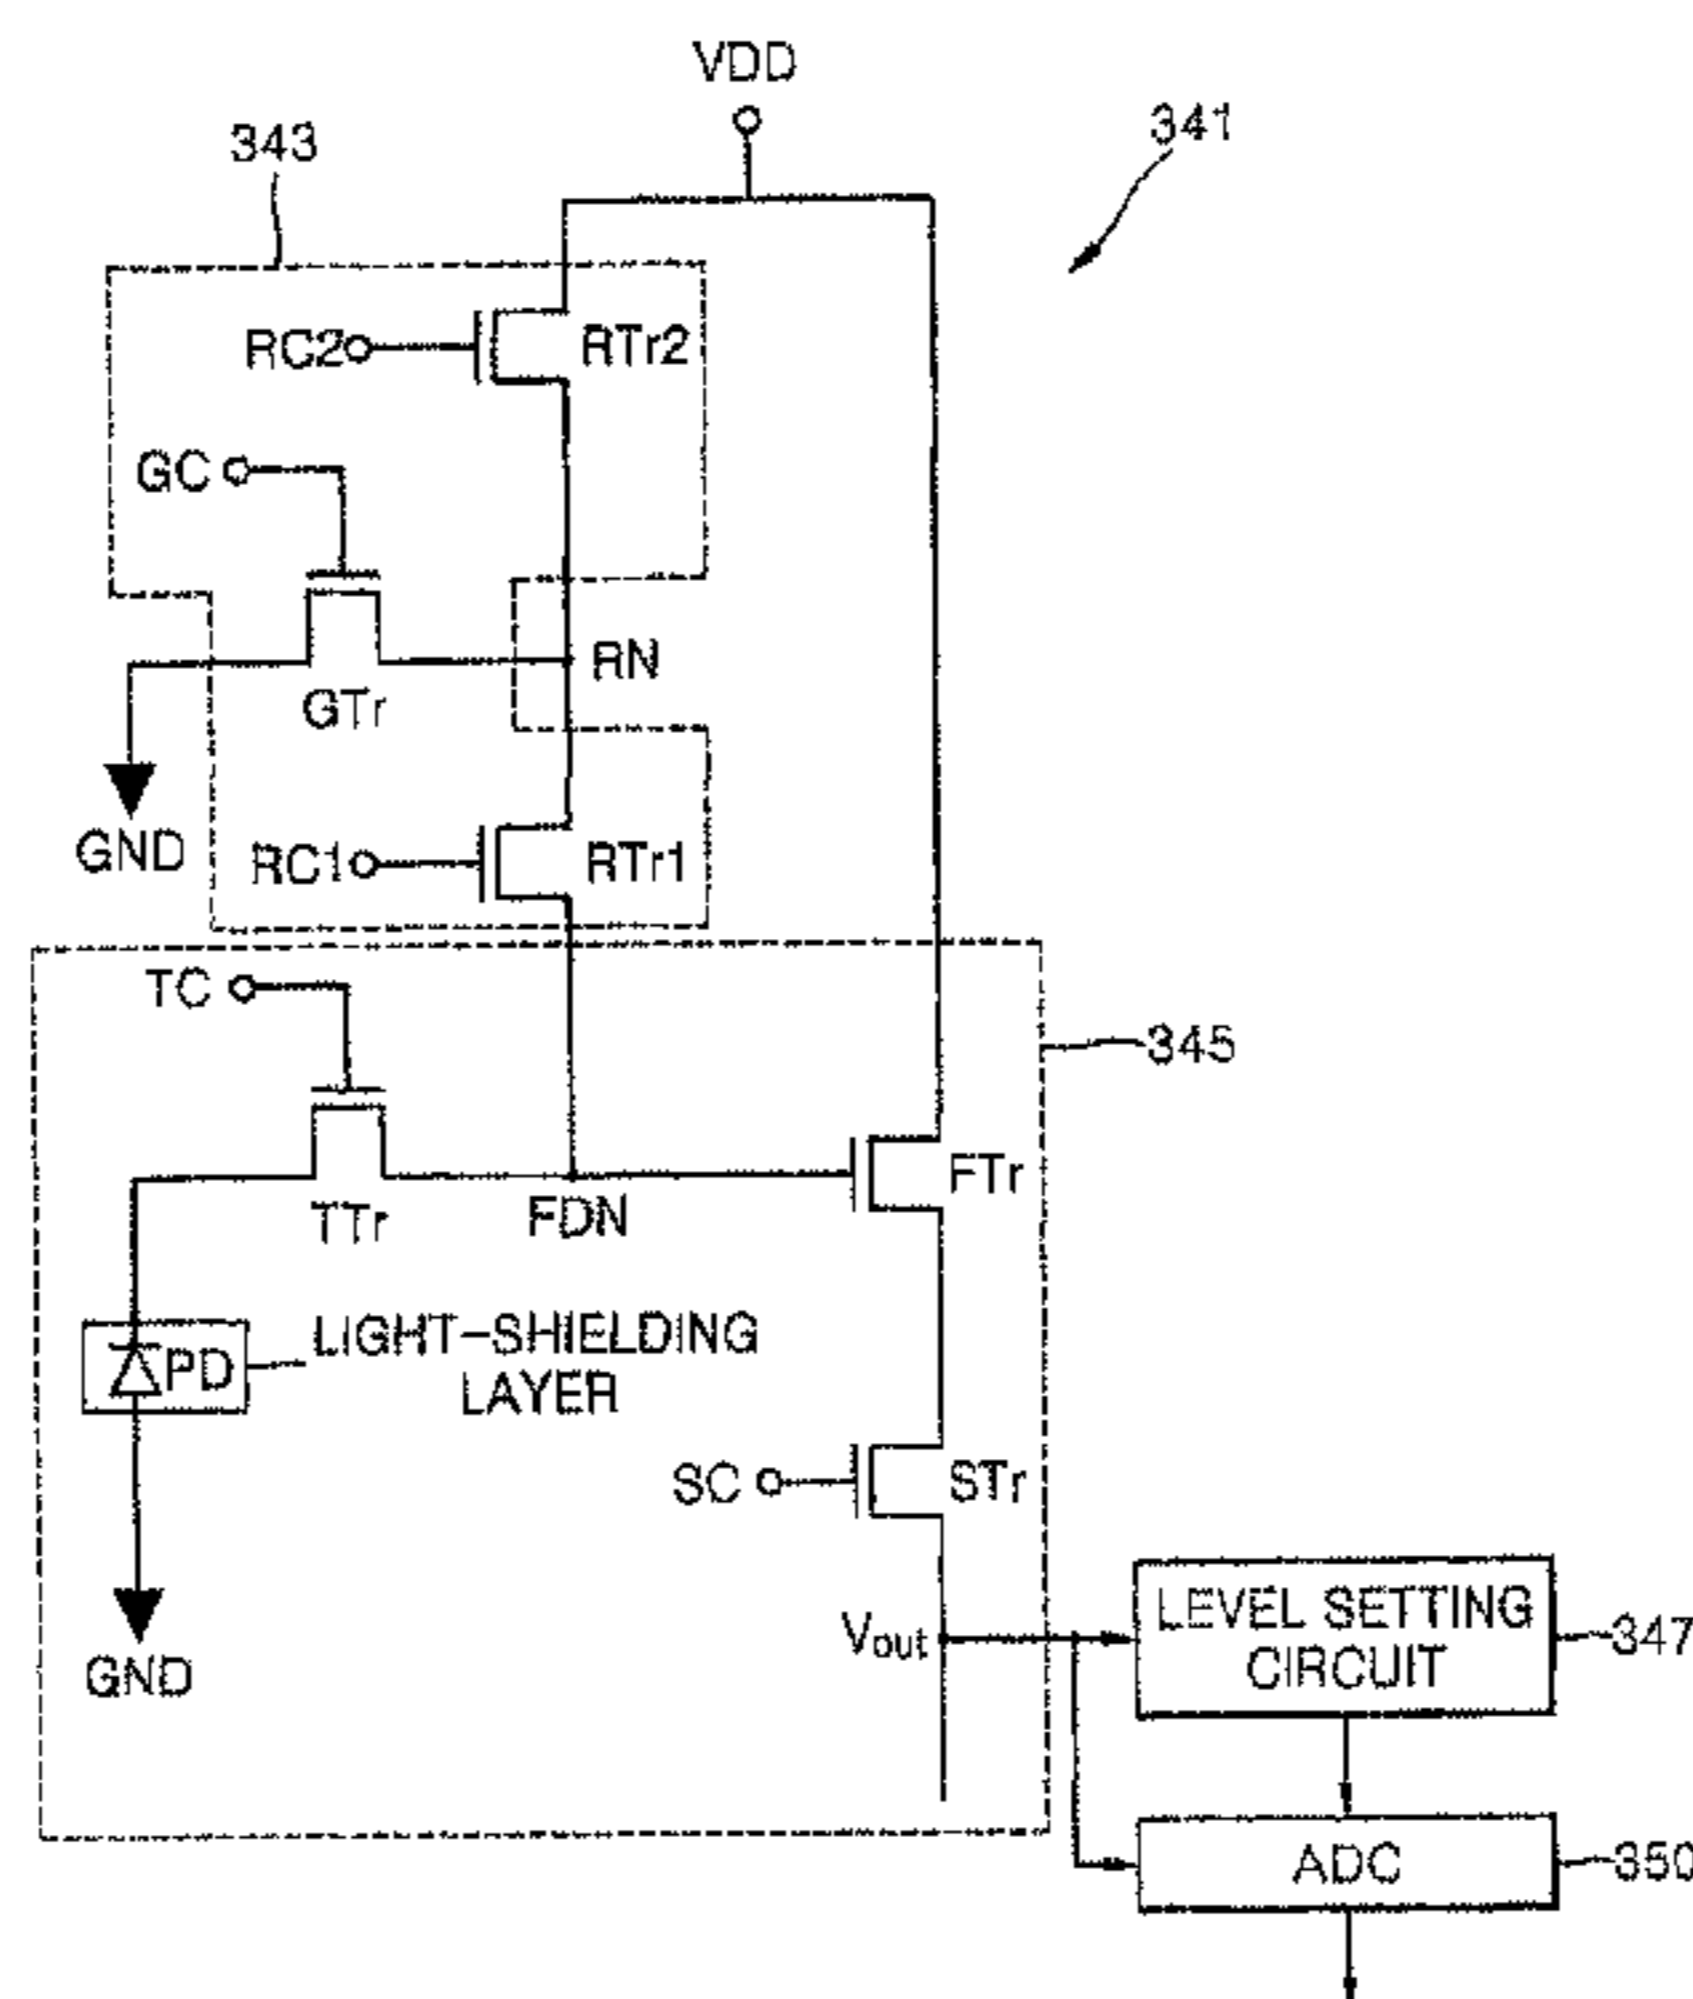 VDD
341
343
RC2
RTr2
GC
RN
GTr
GND
RC1
RTr1
TC
345
FTr
TTr
FDN
PD
LIGHT-SHIELDING
LAYER
SC
STr
GND
Vout
LEVEL SETTING
CIRCUIT
347
ADC
350